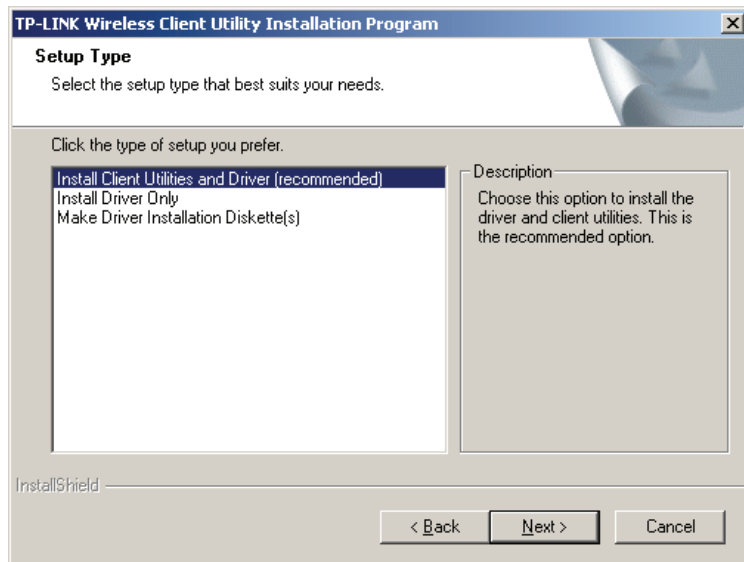 TP-LINK Wireless Client Utility Installation Program
Setup Type
Select the setup type that best suits your needs.
Click the type of setup you prefer.
Install Client Utilities and Driver (recommended)
Install Driver Only
Make Driver Installation Diskette(s)
Description
Choose this option to install the
driver and client utilities. This is
the recommended option.
InstallShield
< Back
Next >
Cancel